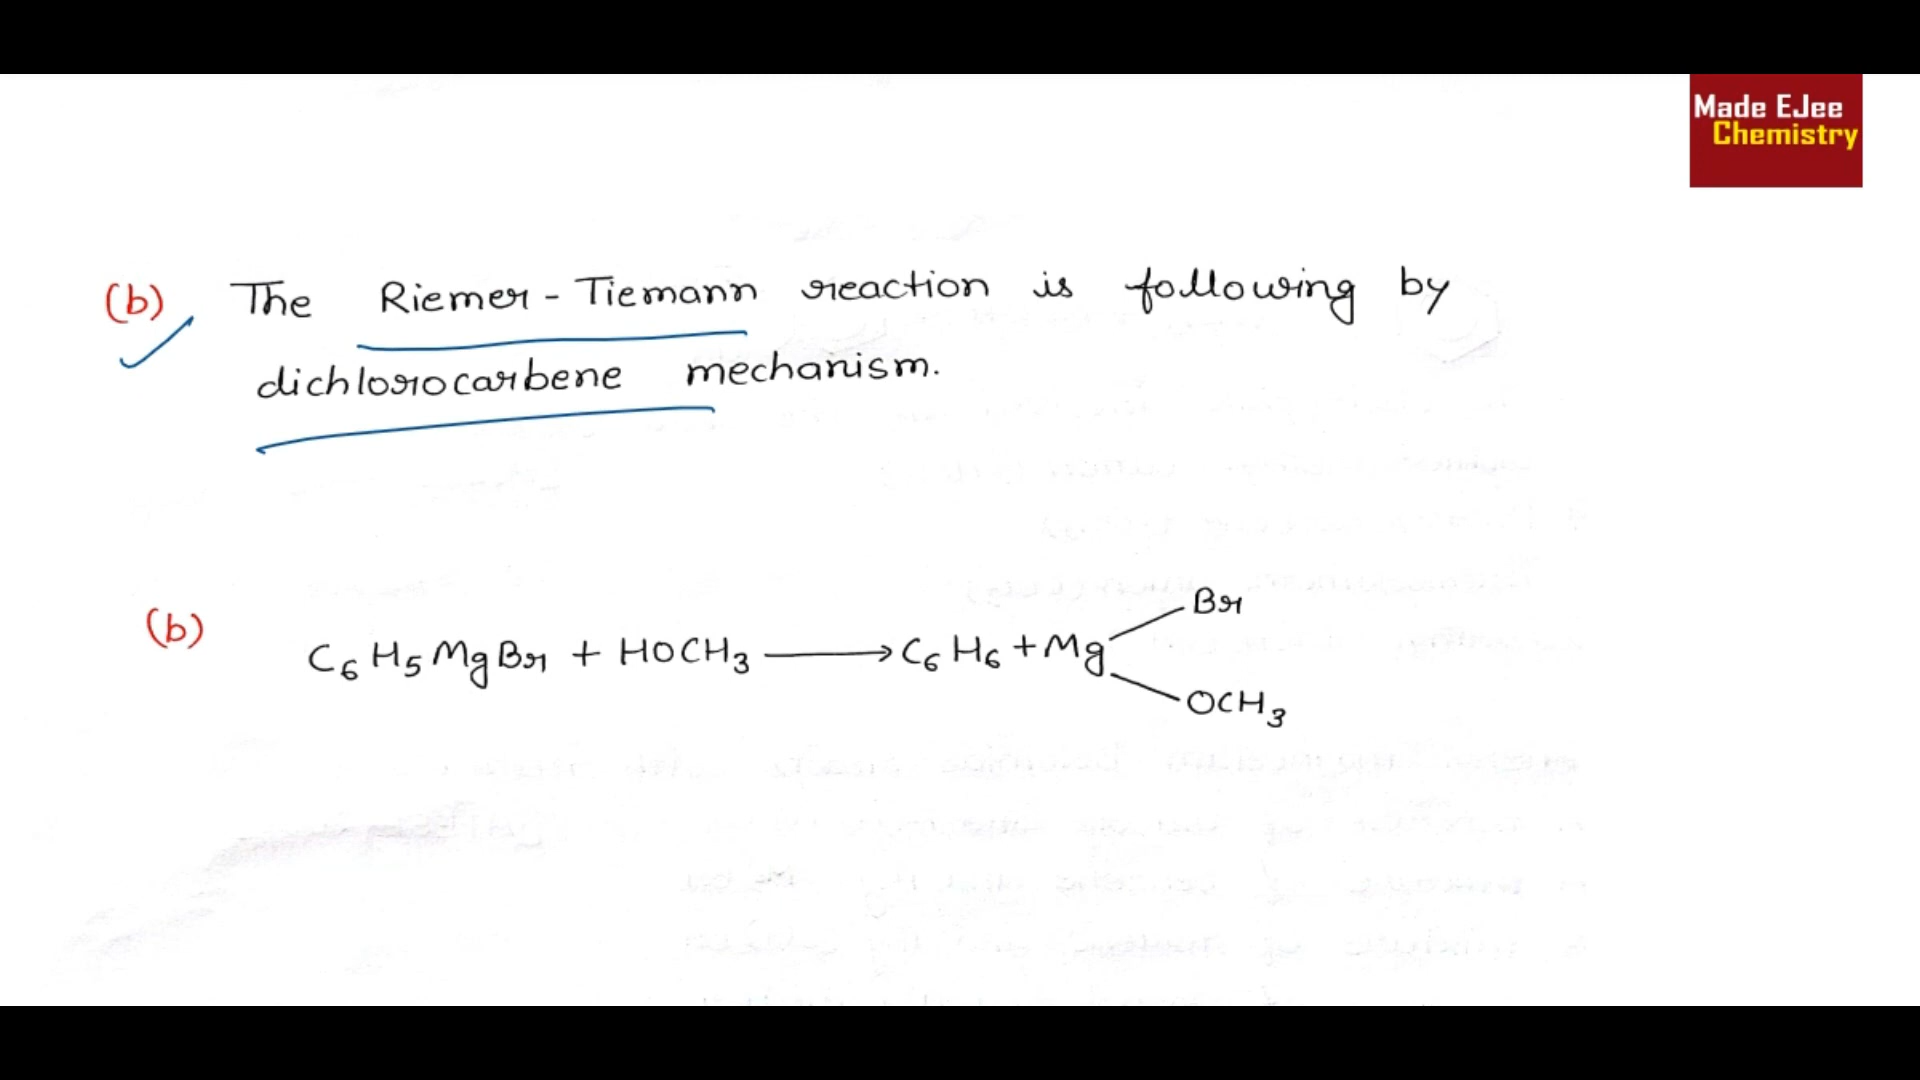 Made EJee
Chemistry
(b) The Riemer-Tiemann reaction is following by
dichlorocarbene mechanism.
(b) C6H5MgBr + HOCH3 → C6H6 + Mg
Br
OCH3